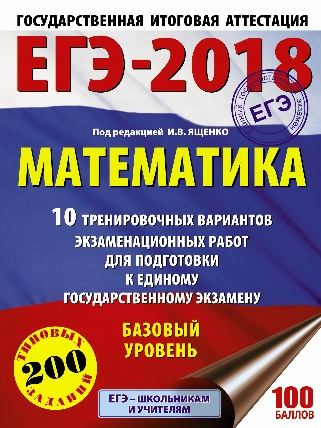 ГОСУДАРСТВЕННАЯ ИТОГОВАЯ АТТЕСТАЦИЯ
ЕГЭ-2018
ЕГЭ
Под редакцией И.В. ЯЩЕНКО
МАТЕМАТИКА
10 ТРЕНИРОВОЧНЫХ ВАРИАНТОВ
ЭКЗАМЕНАЦИОННЫХ РАБОТ
ДЛЯ ПОДГОТОВКИ
К ЕДИНОМУ
ГОСУДАРСТВЕННОМУ ЭКЗАМЕНУ
БАЗОВЫЙ
УРОВЕНЬ
ТИПОВЫХ
200
ЗАДАНИЙ
ЕГЭ – ШКОЛЬНИКАМ
И УЧИТЕЛЯМ
100
БАЛЛОВ